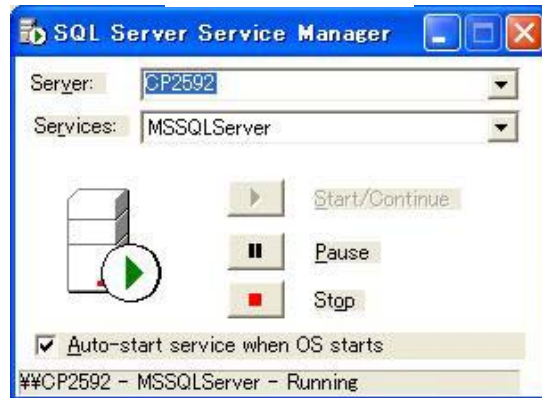 SQL Server Service Manager
Server: CP2592
Services: MSSQLServer
Start/Continue
Pause
Stop
Auto-start service when OS starts
¥¥CP2592 - MSSQLServer - Running